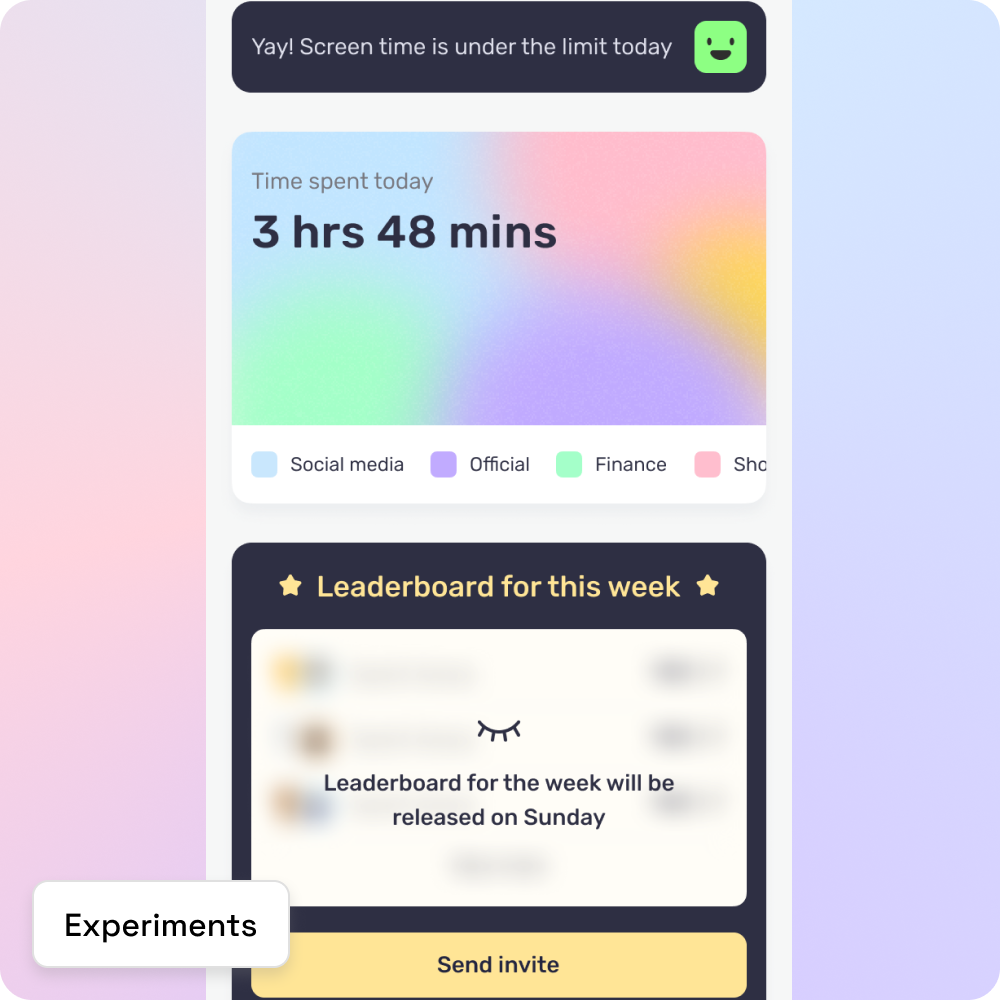 Yay! Screen time is under the limit today
Time spent today
3 hrs 48 mins
Social media
Official
Finance
Sho
Leaderboard for this week
Leaderboard for the week will be
released on Sunday
Experiments
Send invite